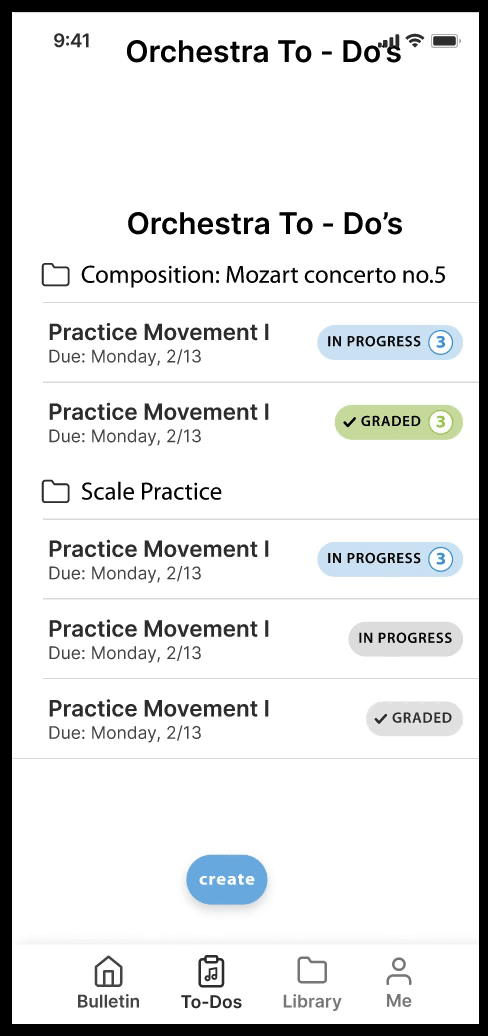 9:41
Orchestra To - Do's
Orchestra To - Do’s
Composition: Mozart concerto no.5
Practice Movement I
IN PROGRESS 3
Due: Monday, 2/13
Practice Movement I
GRADED 3
Due: Monday, 2/13
Scale Practice
Practice Movement I
IN PROGRESS 3
Due: Monday, 2/13
Practice Movement I
IN PROGRESS
Due: Monday, 2/13
Practice Movement I
GRADED
Due: Monday, 2/13
create
Bulletin To-Dos Library Me